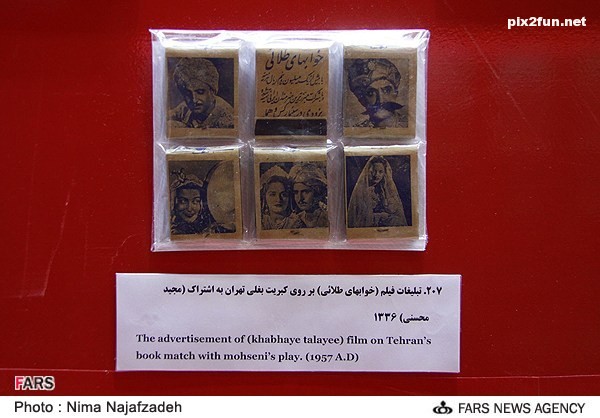 pix2fun.net
خوابهای طلائی
۲۰۷. تبلیغات فیلم (خوابهای طلائی) بر روی کبریت بغلی تهران به اشتراک (مجید
محسنی) ۱۳۳۶
The advertisement of (khabhaye talayee) film on Tehran's
book match with mohseni's play. (1957 A.D)
FARS
Photo : Nima Najafzadeh
FARS NEWS AGENCY